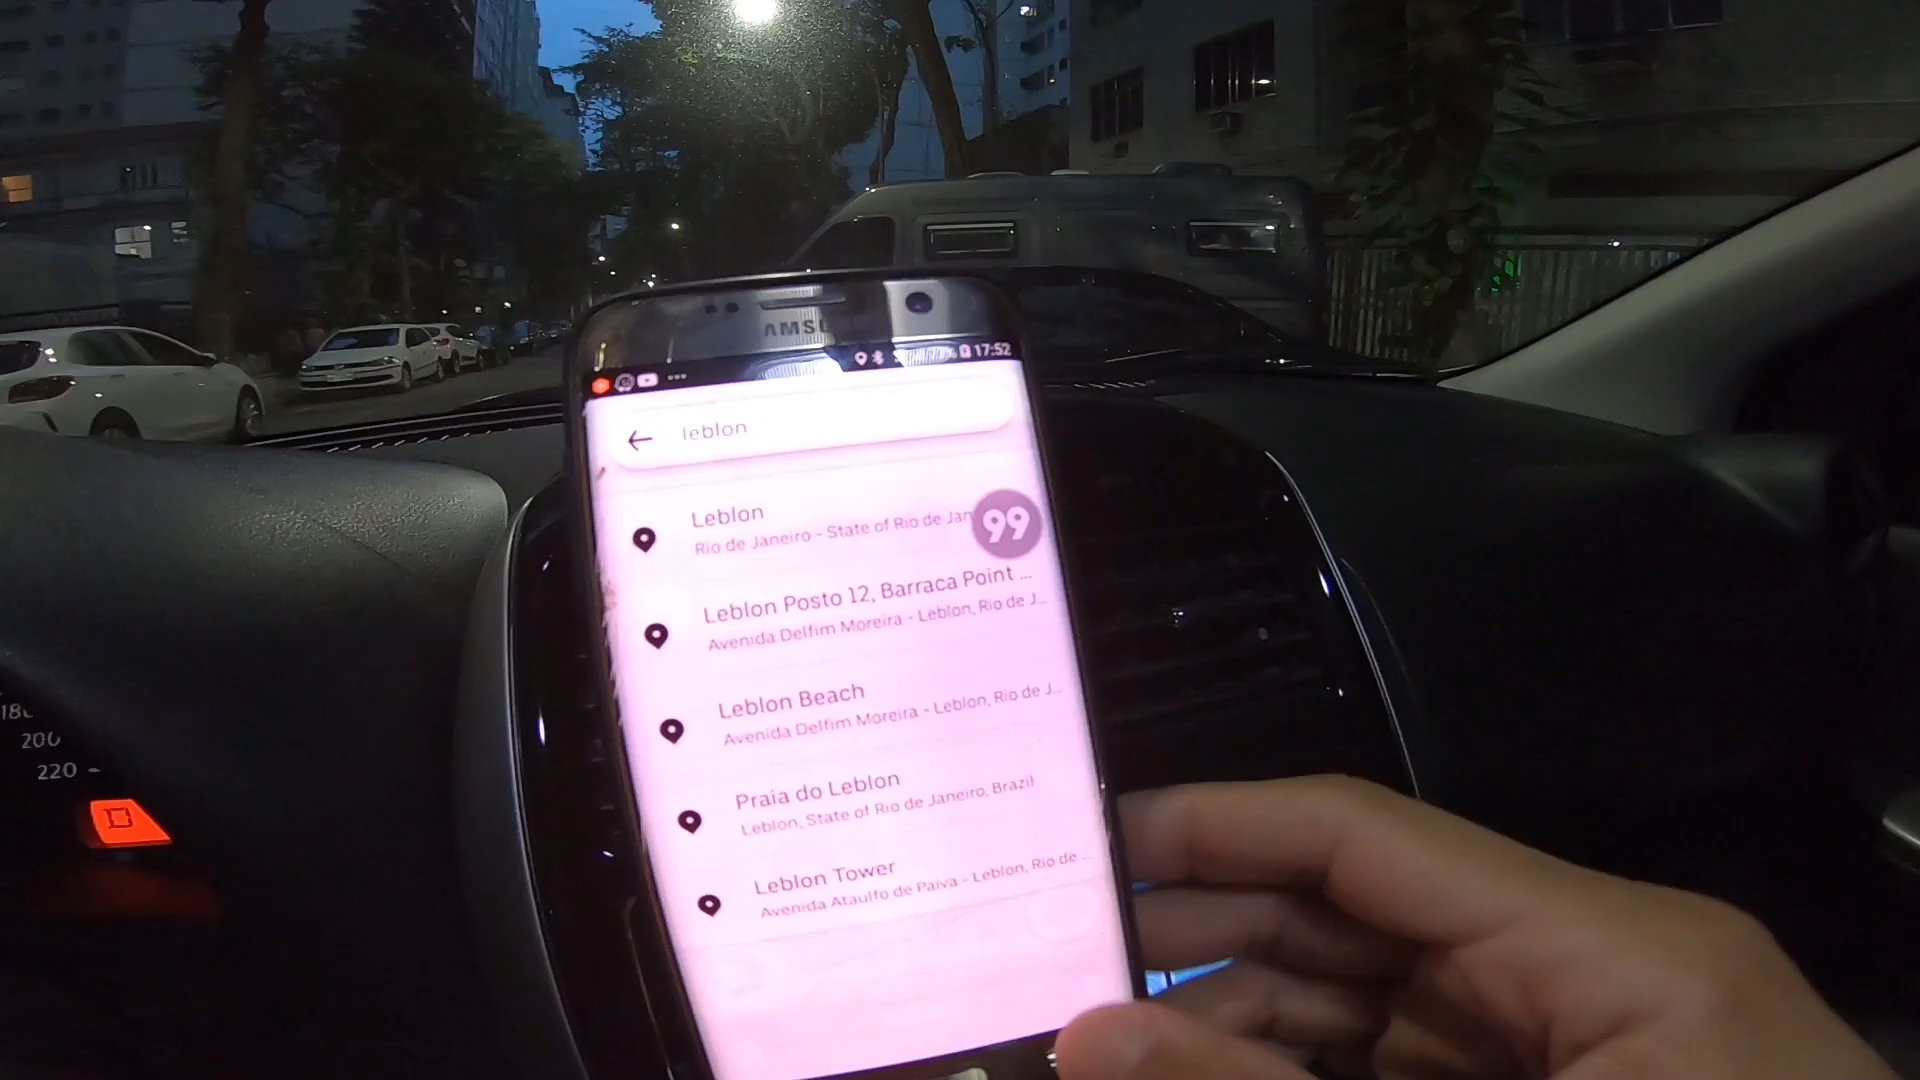 AMSU
17:52
leblon
Leblon
Rio de Janeiro - State of Rio de Jan
99
Leblon Posto 12, Barraca Point ...
Avenida Delfim Moreira - Leblon, Rio de J...
Leblon Beach
Avenida Delfim Moreira - Leblon, Rio de J...
Praia do Leblon
Leblon, State of Rio de Janeiro, Brazil
Leblon Tower
Avenida Ataulfo de Paiva - Leblon, Rio de ...
200
220
D